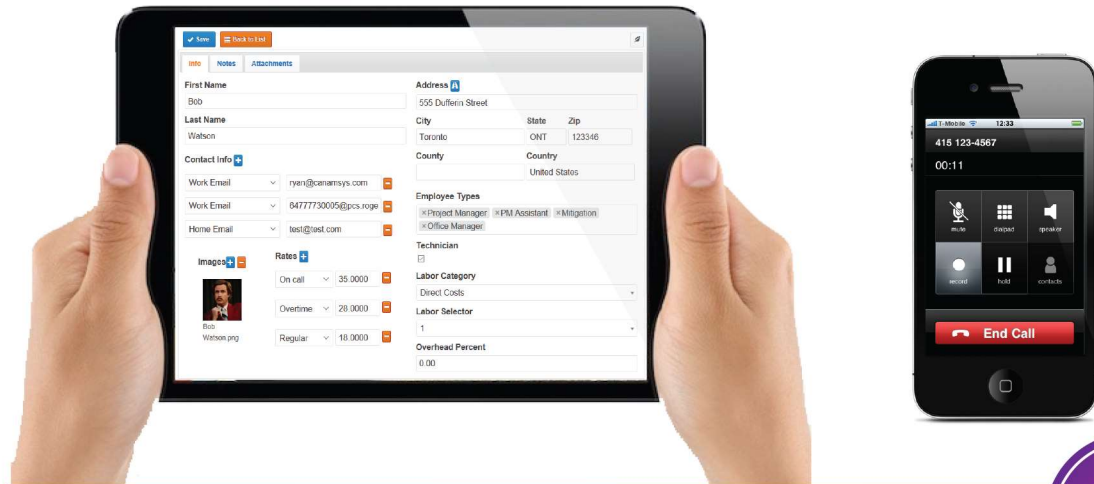 Save Back to List
Info Notes Attachments
First Name
Bob
Last Name
Watson
Contact Info
Work Email ryan@canamsys.com
Work Email 64777730005@pcs.roge
Home Email test@test.com
Images
Bob
Watson.png
Rates
On call 35.0000
Overtime 28.0000
Regular 18.0000
Address
555 Dufferin Street
City State Zip
Toronto ONT 123346
County Country
United States
Employee Types
×Project Manager ×PM Assistant ×Mitigation
×Office Manager
Technician
Labor Category
Direct Costs
Labor Selector
1
Overhead Percent
0.00
T-Mobile 12:33
415 123-4567
00:11
mute dialpad speaker
record hold contacts
End Call